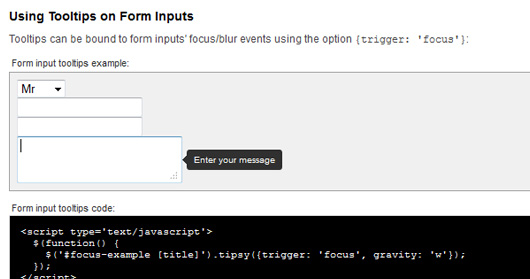 Using Tooltips on Form Inputs
Tooltips can be bound to form inputs' focus/blur events using the option {trigger: 'focus'}:
Form input tooltips example:
Mr
Enter your message
Form input tooltips code:
<script type='text/javascript'>
$(function() {
$('#focus-example [title]').tipsy({trigger: 'focus', gravity: 'w'});
});
</script>